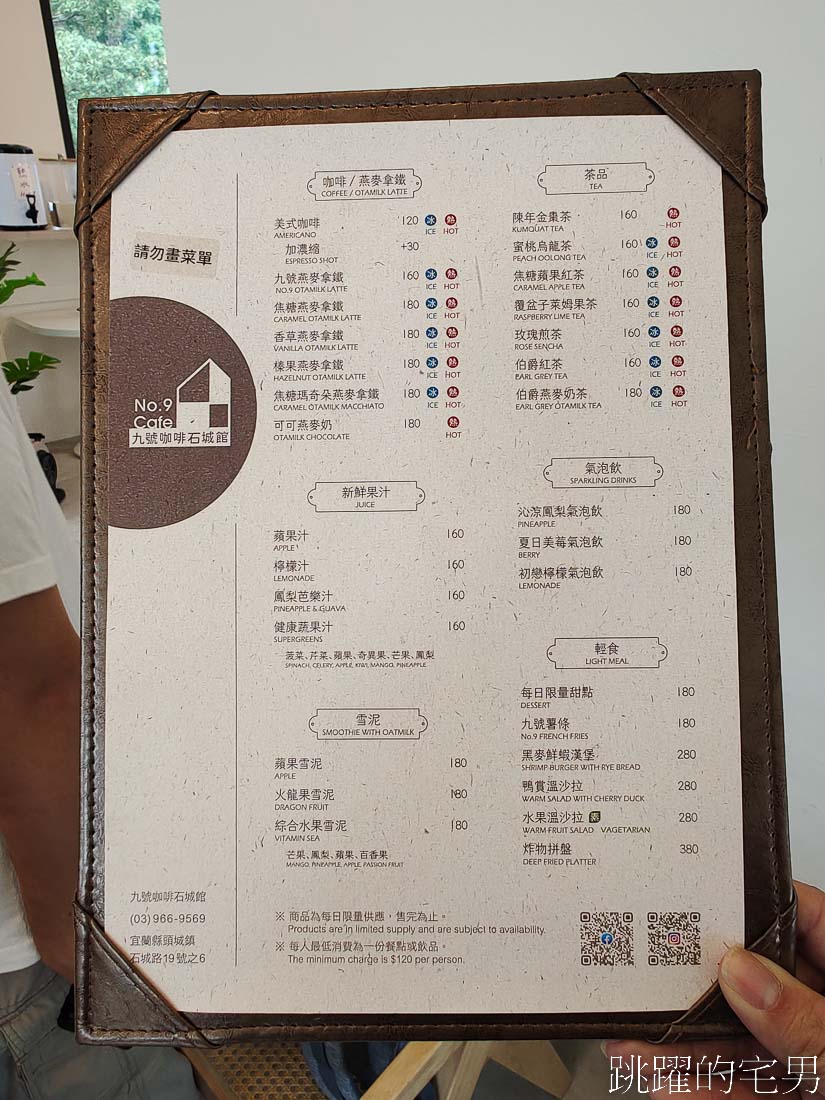 熱水
請勿畫菜單
No.9
Cafe
九號咖啡石城館
咖啡 / 燕麥拿鐵
COFFEE / OTAMILK LATTE
美式咖啡 120 冰 熱
AMERICANO ICE HOT
加濃縮 +30
ESPRESSO SHOT
九號燕麥拿鐵 160 冰 熱
NO.9 OTAMILK LATTE ICE HOT
焦糖燕麥拿鐵 180 冰 熱
CARAMEL OTAMILK LATTE ICE HOT
香草燕麥拿鐵 180 冰 熱
VANILLA OTAMILK LATTE ICE HOT
榛果燕麥拿鐵 180 冰 熱
HAZELNUT OTAMILK LATTE ICE HOT
焦糖瑪奇朵燕麥拿鐵 180 冰 熱
CARAMEL OTAMILK MACCHIATO ICE HOT
可可燕麥奶 180 熱
OTAMILK CHOCOLATE HOT
新鮮果汁
JUICE
蘋果汁 160
APPLE
檸檬汁 160
LEMONADE
鳳梨芭樂汁 160
PINEAPPLE & GUAVA
健康蔬果汁 160
SUPERGREENS
菠菜、芹菜、蘋果、奇異果、芒果、鳳梨
SPINACH, CELERY, APPLE, KIWI, MANGO, PINEAPPLE
雪泥
SMOOTHIE WITH OATMILK
蘋果雪泥 180
APPLE
火龍果雪泥 180
DRAGON FRUIT
綜合水果雪泥 180
VITAMIN SEA
芒果、鳳梨、蘋果、百香果
MANGO, PINEAPPLE, APPLE, PASSION FRUIT
茶品
TEA
陳年金棗茶 160 熱
KUMQUAT TEA HOT
蜜桃烏龍茶 160 冰 熱
PEACH OOLONG TEA ICE HOT
焦糖蘋果紅茶 160 冰 熱
CARAMEL APPLE TEA ICE HOT
覆盆子萊姆果茶 160 冰 熱
RASPBERRY LIME TEA ICE HOT
玫瑰煎茶 160 冰 熱
ROSE SENCHA ICE HOT
伯爵紅茶 160 冰 熱
EARL GREY TEA ICE HOT
伯爵燕麥奶茶 180 冰 熱
EARL GREY OTAMILK TEA ICE HOT
氣泡飲
SPARKLING DRINKS
沁涼鳳梨氣泡飲 180
PINEAPPLE
夏日美莓氣泡飲 180
BERRY
初戀檸檬氣泡飲 180
LEMONADE
輕食
LIGHT MEAL
每日限量甜點 180
DESSERT
九號薯條 180
No.9 FRENCH FRIES
黑麥鮮蝦漢堡 280
SHRIMP BURGER WITH RYE BREAD
鴨賞溫沙拉 280
WARM SALAD WITH CHERRY DUCK
水果溫沙拉 素 280
WARM FRUIT SALAD VAGETARIAN
炸物拼盤 380
DEEP FRIED PLATTER
九號咖啡石城館
(03) 966-9569
宜蘭縣頭城鎮
石城路19號之6
※ 商品為每日限量供應，售完為止。
Products are in limited supply and are subject to availability.
※ 每人最低消費為一份餐點或飲品。
The minimum charge is $120 per person.
跳躍的宅男